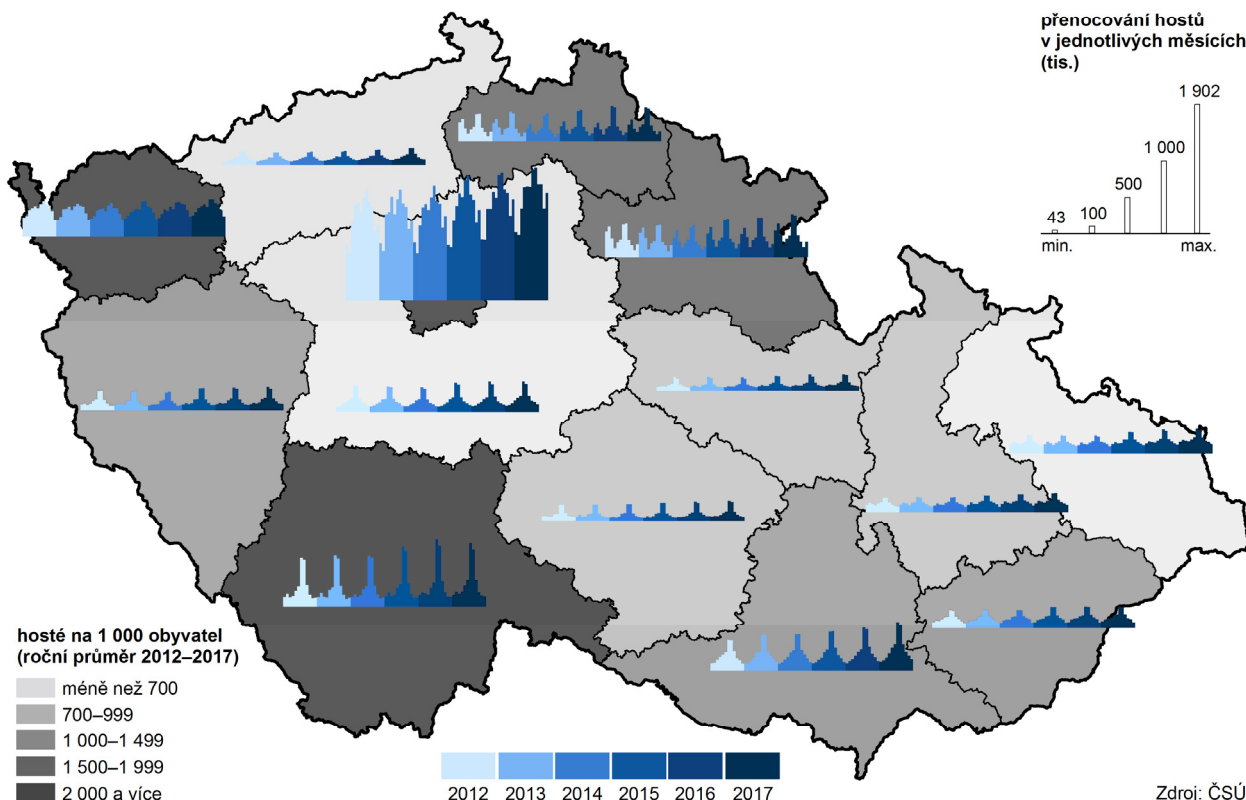 přenocování hostů
v jednotlivých měsících
(tis.)
1 902
1 000
500
43
100
min.
max.
hosté na 1 000 obyvatel
(roční průměr 2012–2017)
méně než 700
700–999
1 000–1 499
1 500–1 999
2 000 a více
2012 2013 2014 2015 2016 2017
Zdroj: ČSÚ